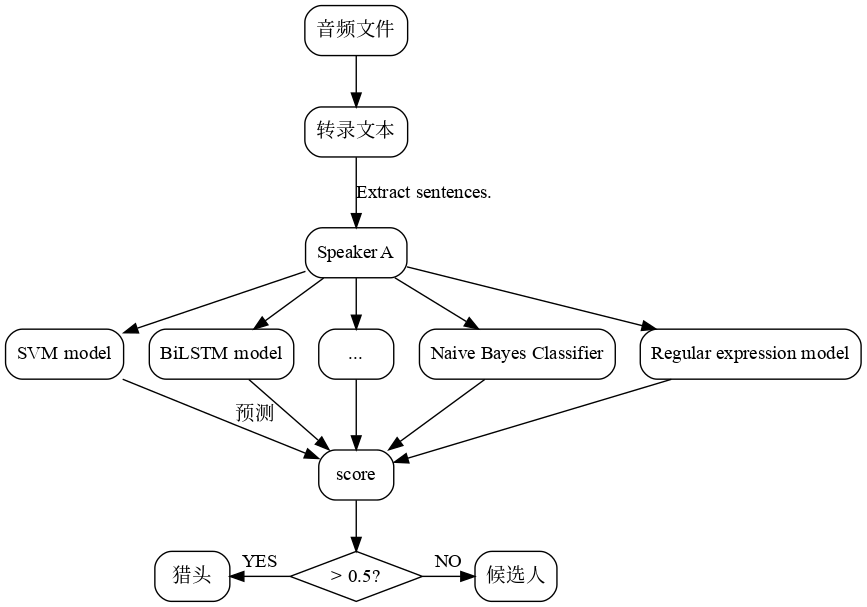 音频文件
转录文本
Extract sentences.
Speaker A
SVM model
BiLSTM model
...
Naive Bayes Classifier
Regular expression model
预测
score
YES
> 0.5?
NO
猎头
候选人